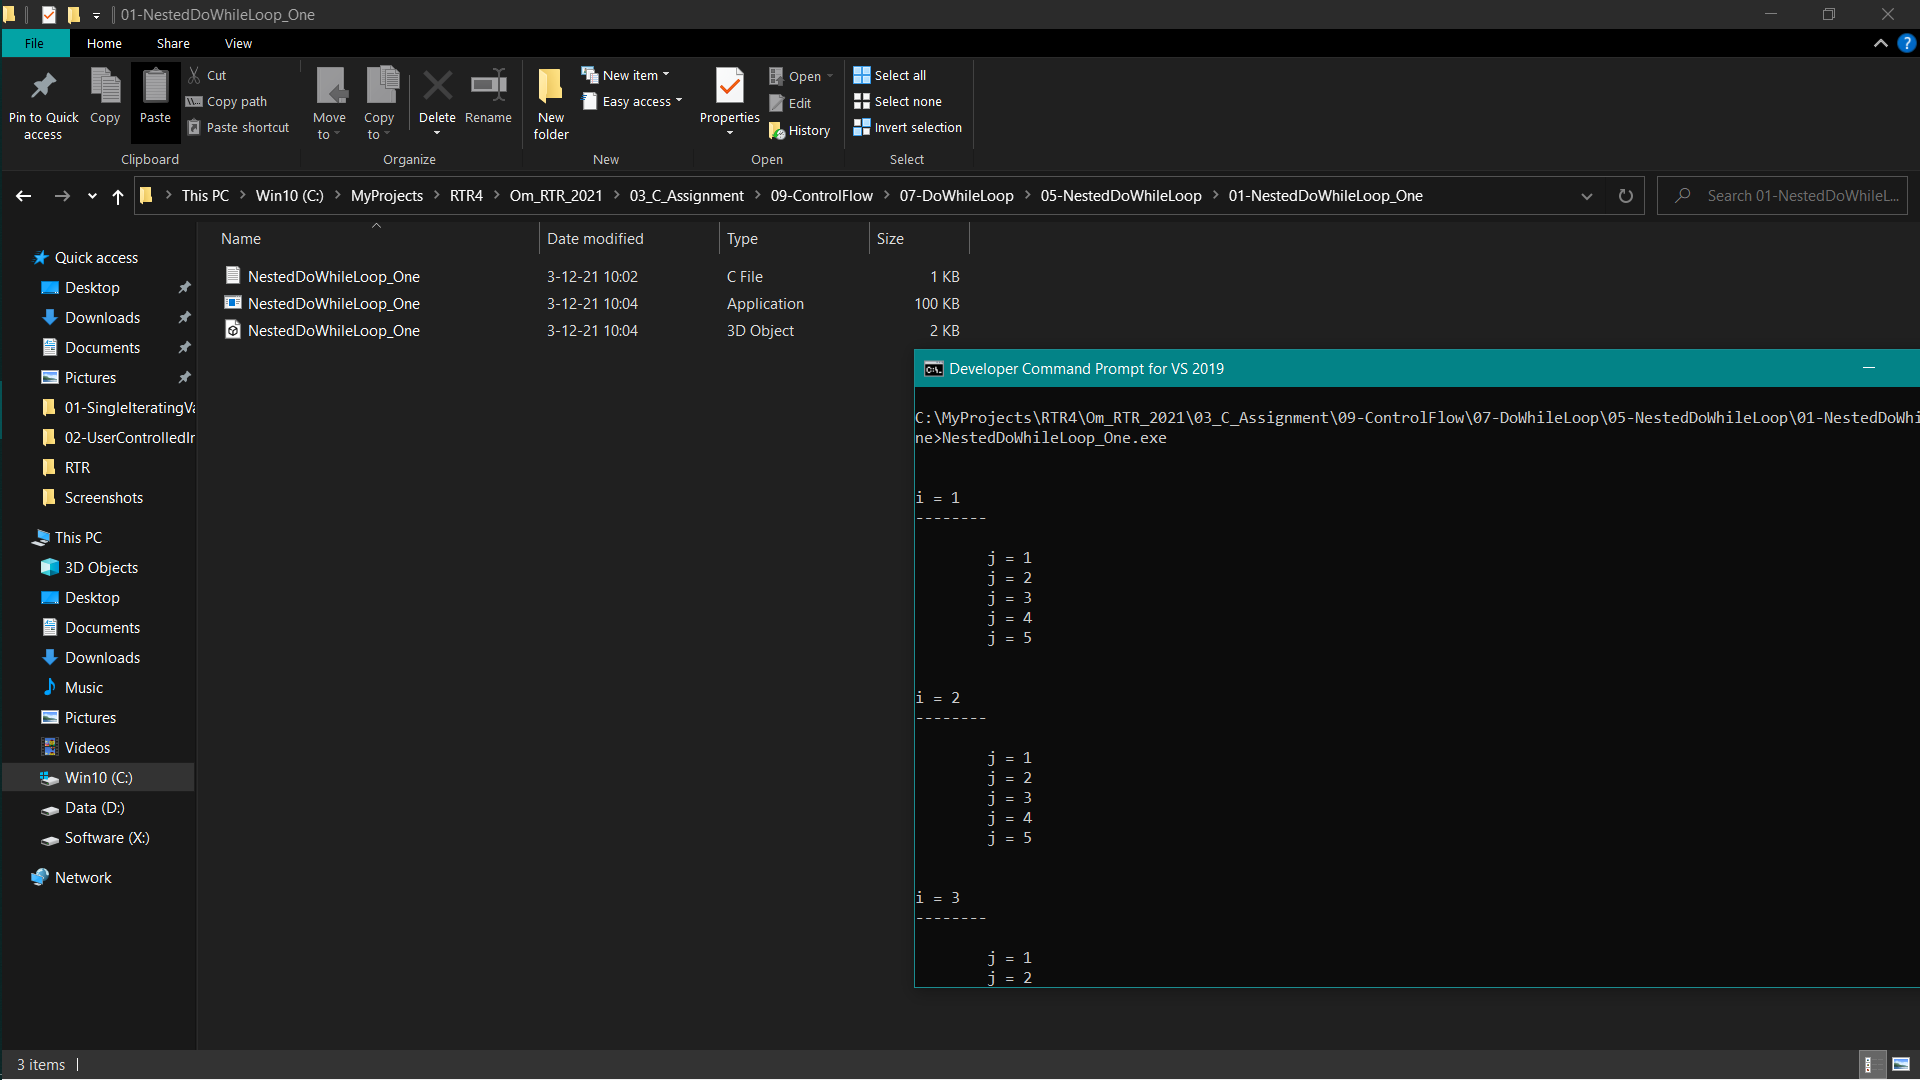 01-NestedDoWhileLoop_One
File Home Share View
Pin to Quick access
Copy
Paste
Cut
Copy path
Paste shortcut
Clipboard
Move to
Copy to
Delete
Rename
Organize
New folder
New item
Easy access
New
Properties
Open
Edit
History
Open
Select all
Select none
Invert selection
Select
This PC > Win10 (C:) > MyProjects > RTR4 > Om_RTR_2021 > 03_C_Assignment > 09-ControlFlow > 07-DoWhileLoop > 05-NestedDoWhileLoop > 01-NestedDoWhileLoop_One
Search 01-NestedDoWhileL...
Quick access
Desktop
Downloads
Documents
Pictures
01-SingleIteratingVa
02-UserControlledIn
RTR
Screenshots
This PC
3D Objects
Desktop
Documents
Downloads
Music
Pictures
Videos
Win10 (C:)
Data (D:)
Software (X:)
Network
Name Date modified Type Size
NestedDoWhileLoop_One 3-12-21 10:02 C File 1 KB
NestedDoWhileLoop_One 3-12-21 10:04 Application 100 KB
NestedDoWhileLoop_One 3-12-21 10:04 3D Object 2 KB
Developer Command Prompt for VS 2019
C:\MyProjects\RTR4\Om_RTR_2021\03_C_Assignment\09-ControlFlow\07-DoWhileLoop\05-NestedDoWhileLoop\01-NestedDoWhi
ne>NestedDoWhileLoop_One.exe
i = 1
--------
j = 1
j = 2
j = 3
j = 4
j = 5
i = 2
--------
j = 1
j = 2
j = 3
j = 4
j = 5
i = 3
--------
j = 1
j = 2
3 items